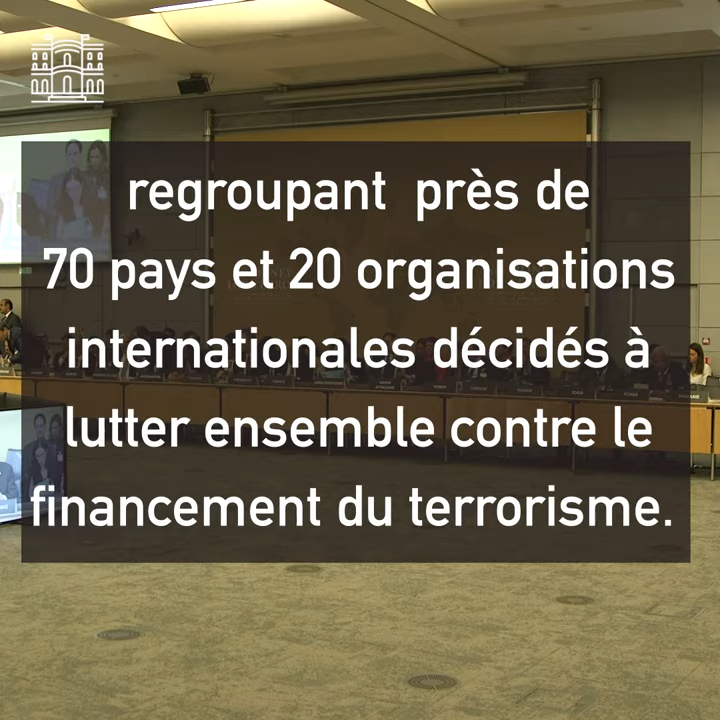 regroupant près de
70 pays et 20 organisations
internationales décidés à
lutter ensemble contre le
financement du terrorisme.